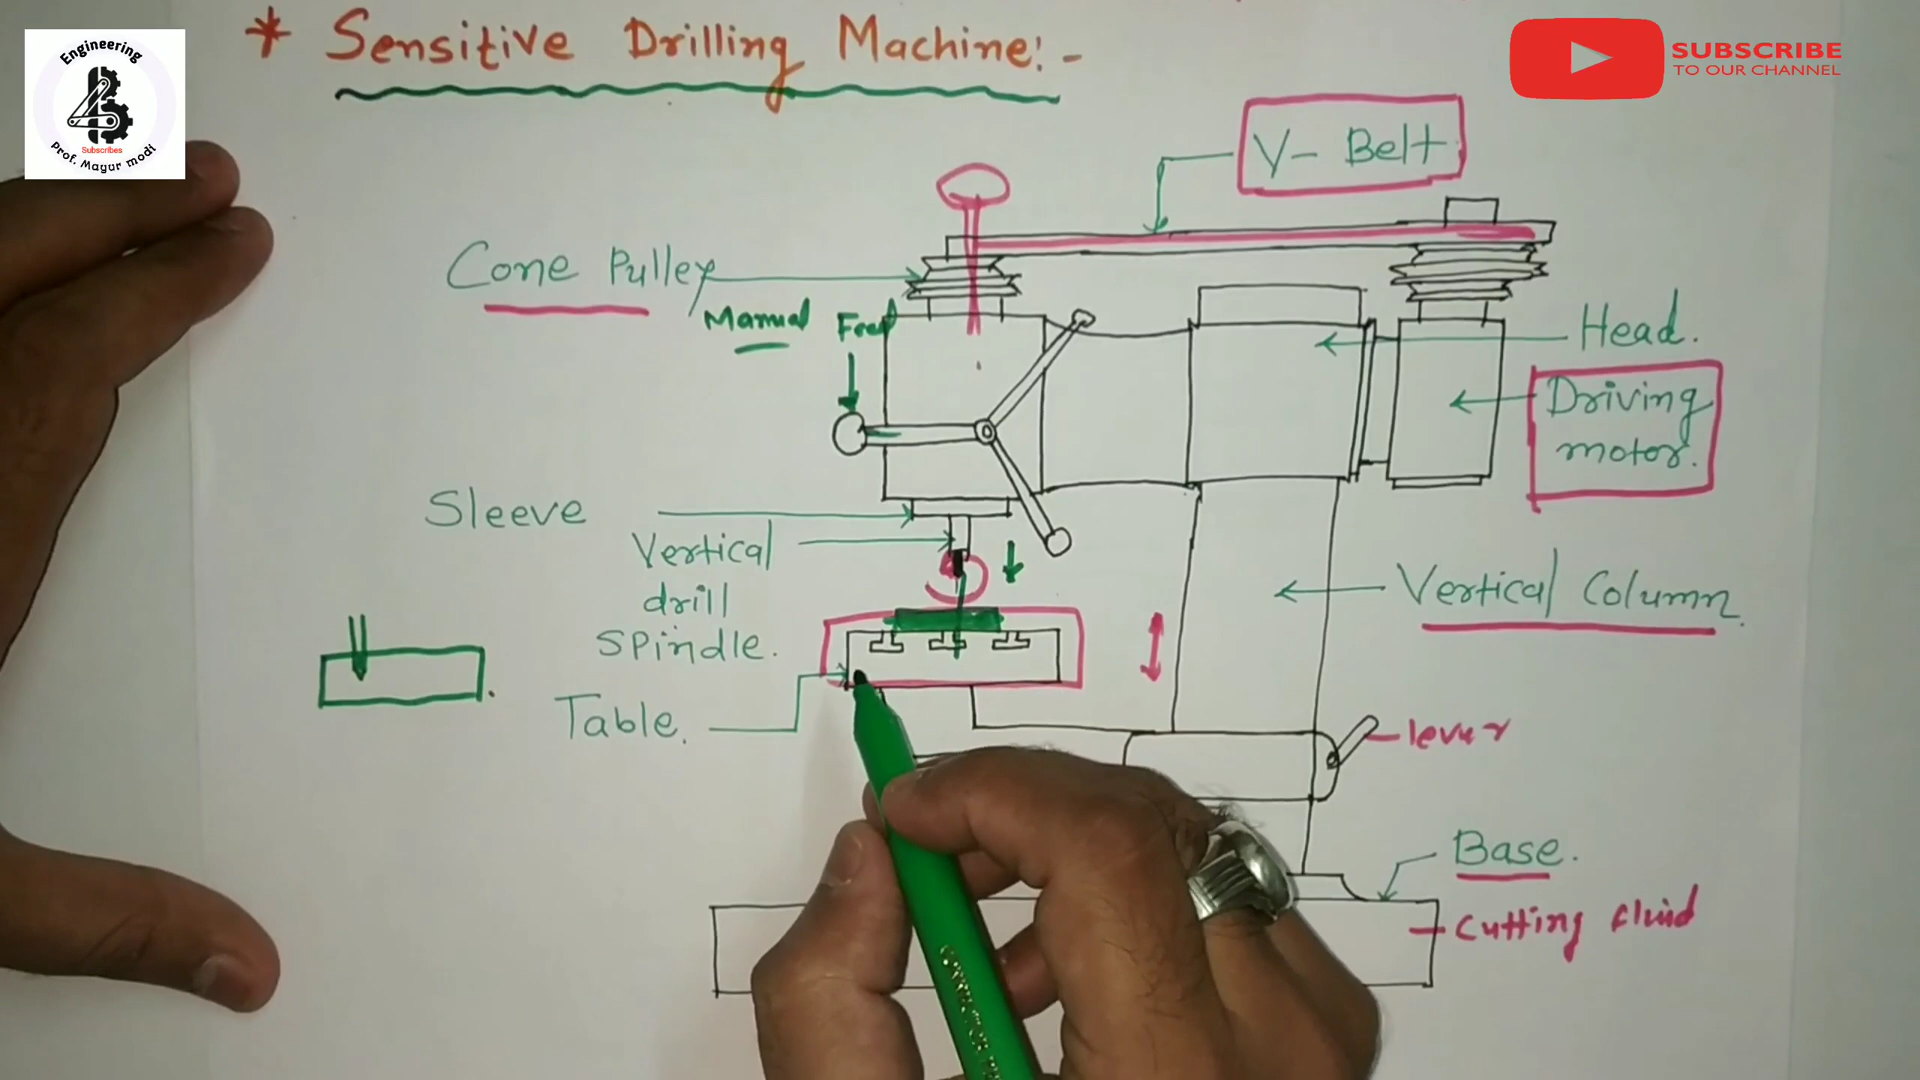 * Sensitive Drilling Machine:-
Engineering
Subscribes
Prof. Mayur modi
SUBSCRIBE
TO OUR CHANNEL
V- Belt
Cone Pulley
Manual Feed
Head.
Driving
motor.
Sleeve
Vertical
drill
spindle.
Vertical Column.
Table.
lever
Base.
Cutting fluid